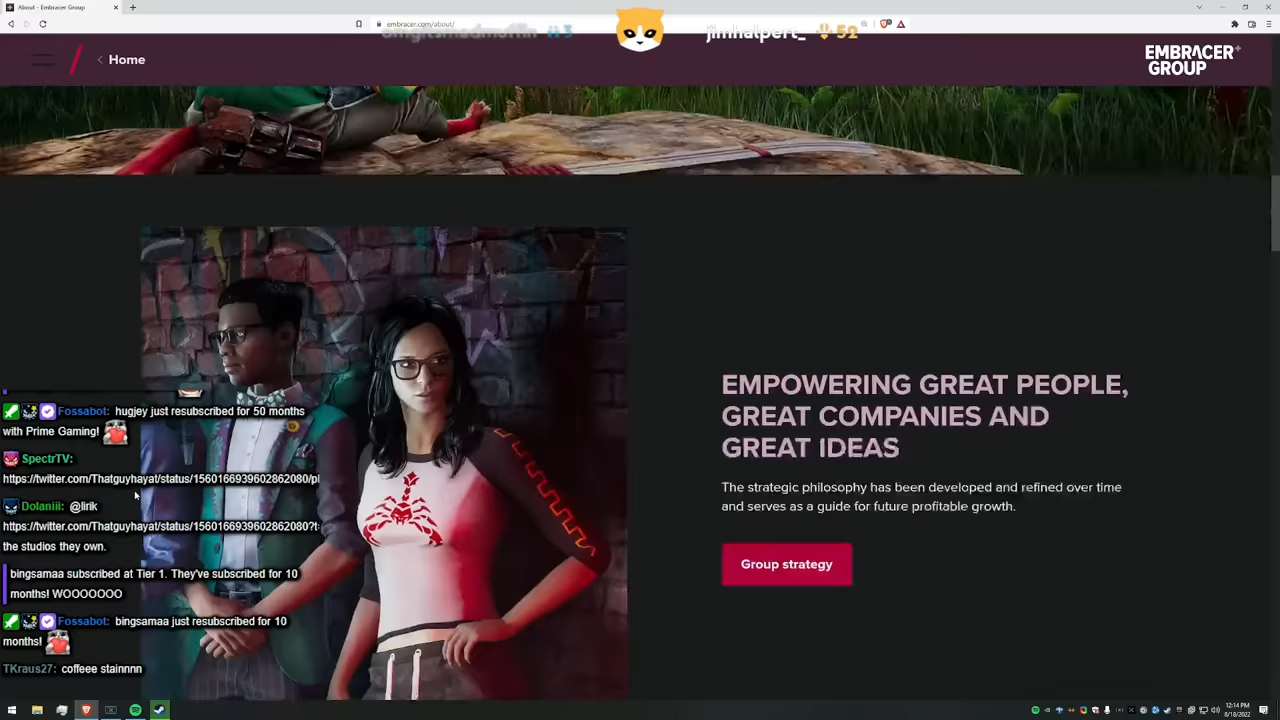 About - Embracer Group
embracer.com/about/
omgitsmadmuffin 3
jimhalpert_ 52
Home
EMBRACER+
GROUP
Fossabot: hugjey just resubscribed for 50 months
with Prime Gaming!
SpectrTV:
https://twitter.com/Thatguyhayat/status/1560166939602862080/pl
Dolaniii: @lirik
https://twitter.com/Thatguyhayat/status/1560166939602862080?t:
the studios they own.
bingsamaa subscribed at Tier 1. They've subscribed for 10
months! WOOOOOOO
Fossabot: bingsamaa just resubscribed for 10
months!
TKraus27: coffeee stainnnn
EMPOWERING GREAT PEOPLE,
GREAT COMPANIES AND
GREAT IDEAS
The strategic philosophy has been developed and refined over time
and serves as a guide for future profitable growth.
Group strategy
12:14 PM
8/18/2022